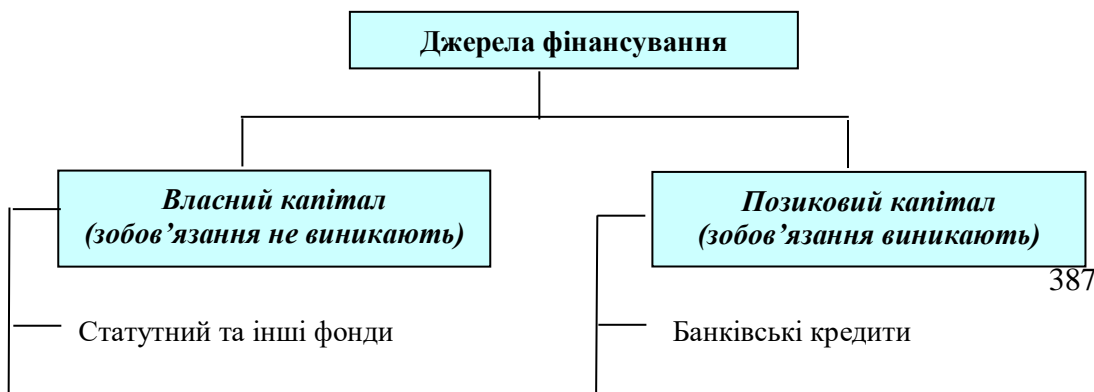 Джерела фінансування
Власний капітал
(зобов’язання не виникають)
Позиковий капітал
(зобов’язання виникають)
387
Статутний та інші фонди
Банківські кредити